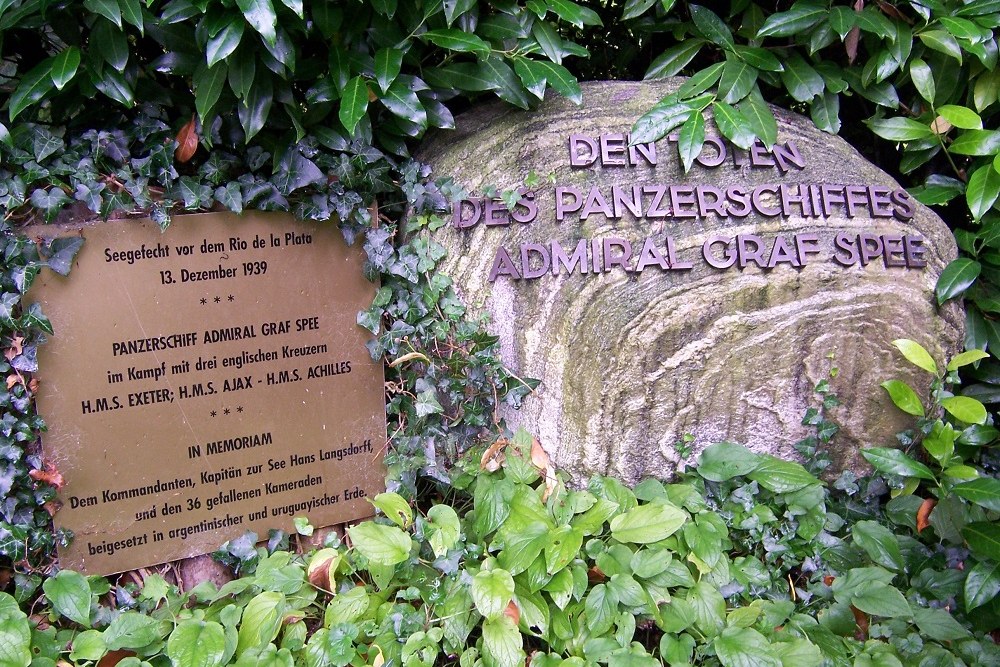 Seegefecht vor dem Rio de la Plata
13. Dezember 1939
* * *
PANZERSCHIFF ADMIRAL GRAF SPEE
im Kampf mit drei englischen Kreuzern
H.M.S. EXETER; H.M.S. AJAX - H.M.S. ACHILLES
* * *
IN MEMORIAM
Dem Kommandanten, Kapitän zur See Hans Langsdorff,
und den 36 gefallenen Kameraden
beigesetzt in argentinischer und uruguayischer Erde.
DEN TOTEN
DES PANZERSCHIFFES
ADMIRAL GRAF SPEE